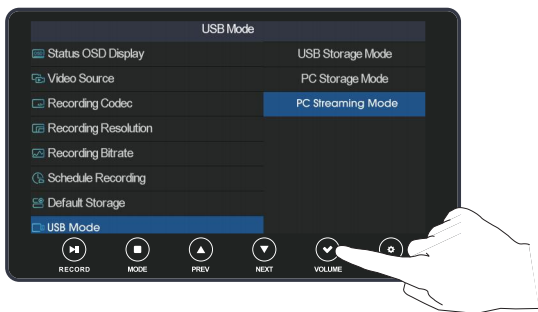 USB Mode
Status OSD Display
USB Storage Mode
Video Source
PC Storage Mode
Recording Codec
PC Streaming Mode
Recording Resolution
Recording Bitrate
Schedule Recording
Default Storage
USB Mode
RECORD MODE PREV NEXT VOLUME